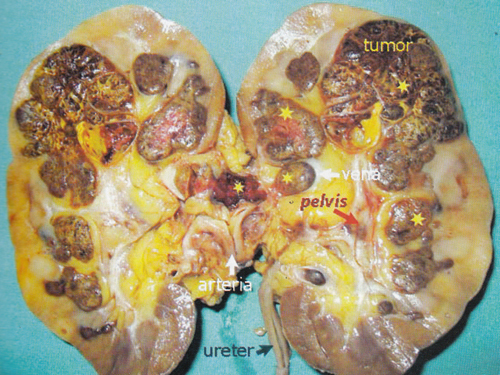 tumor
vena
pelvis
arteria
ureter